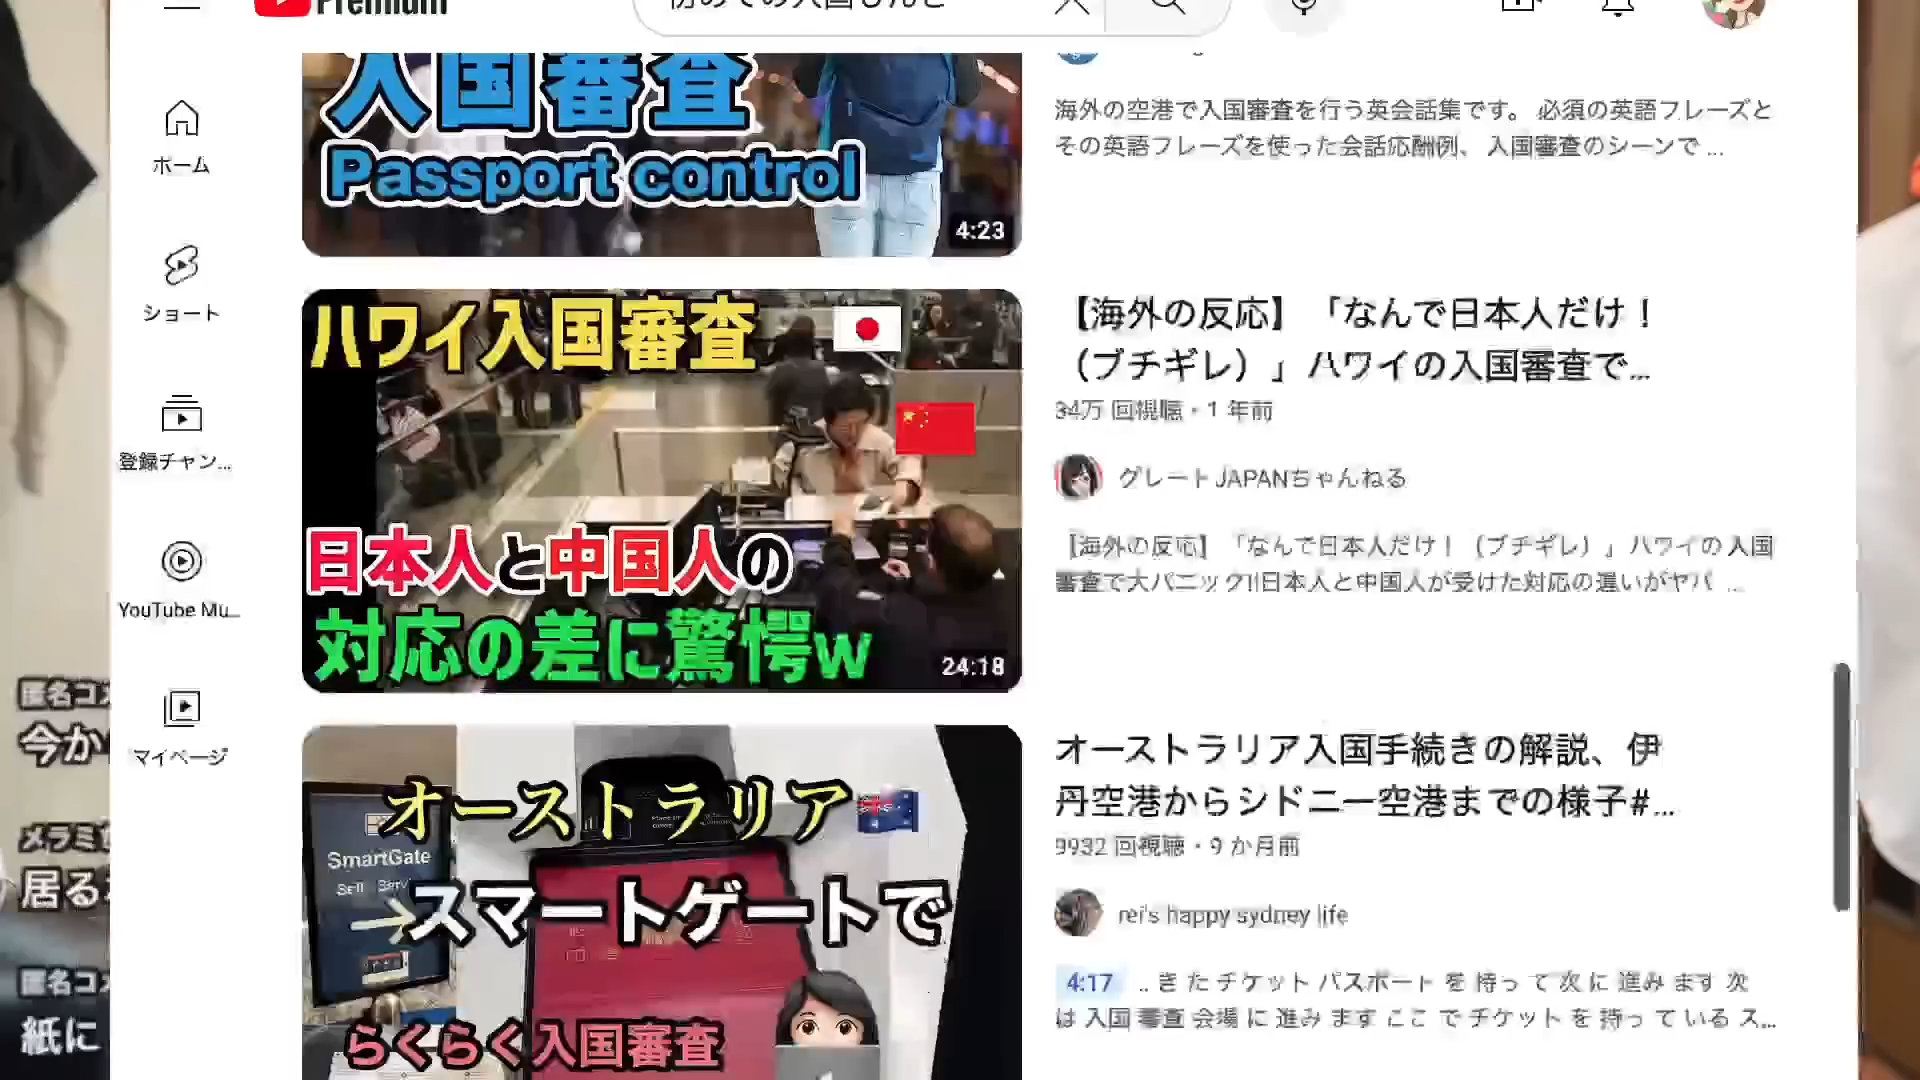 Premium
ホーム
ショート
登録チャン...
YouTube Mu...
マイページ
入国審査
Passport control
4:23
海外の空港で入国審査を行う英会話集です。 必須の英語フレーズと
その英語フレーズを使った会話応酬例、 入国審査のシーンで ...
ハワイ入国審査
日本人と中国人の
対応の差に驚愕w
24:18
【海外の反応】「なんで日本人だけ！
（ブチギレ）」ハワイの入国審査で...
34万 回視聴・1 年前
グレートJAPANちゃんねる
【海外の反応】「なんで日本人だけ！（ブチギレ）」ハワイの入国
審査で大パニック!!日本人と中国人が受けた対応の違いがヤバ ...
オーストラリア
SmartGate
スマートゲートで
らくらく入国審査
オーストラリア入国手続きの解説、伊
丹空港からシドニー空港までの様子#...
9932 回視聴・9 か月前
rei's happy sydney life
4:17 .. き た チケット パスポート を 持っ て 次 に 進み ます 次
は 入国 審査 会場 に 進み ます ここ で チケット を 持っ て いる ス...
匿名コメ
今か
メラミ
居る
匿名コメ
紙に